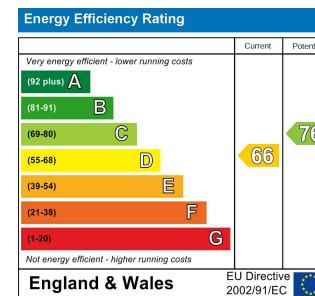 Energy Efficiency Rating
Current Potent
Very energy efficient - lower running costs
(92 plus) A
(81-91) B
(69-80) C
76
(55-68) D
66
(39-54) E
(21-38) F
(1-20) G
Not energy efficient - higher running costs
England & Wales
EU Directive
2002/91/EC